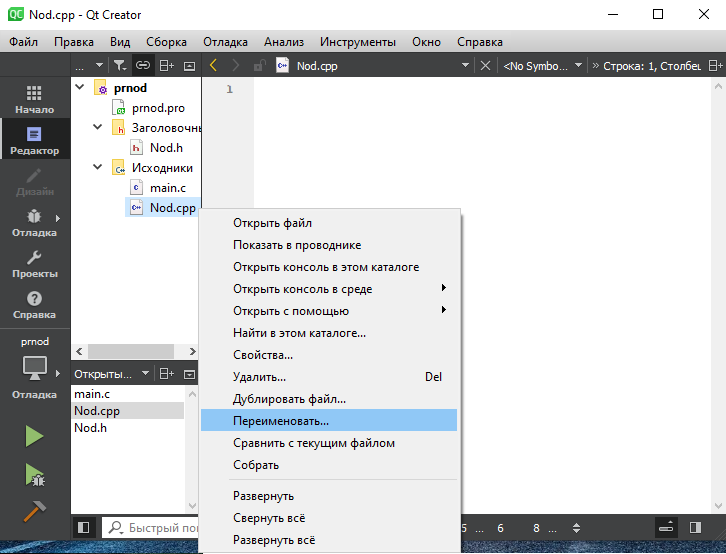 Nod.cpp - Qt Creator
Файл Правка Вид Сборка Отладка Анализ Инструменты Окно Справка
... Nod.cpp <No Symbo... » Строка: 1, Столбец
Начало
Редактор
Дизайн
Отладка
Проекты
Справка
prnod
Отладка
prnod
prnod.pro
Заголовочны
Nod.h
Исходники
main.c
Nod.cpp
1
Открыты...
main.c
Nod.cpp
Nod.h
Открыть файл
Показать в проводнике
Открыть консоль в этом каталоге
Открыть консоль в среде
Открыть с помощью
Найти в этом каталоге...
Свойства...
Удалить... Del
Дублировать файл...
Переименовать...
Сравнить с текущим файлом
Собрать
Развернуть
Свернуть всё
Развернуть всё
Быстрый пои 5 ... 6 8 ...